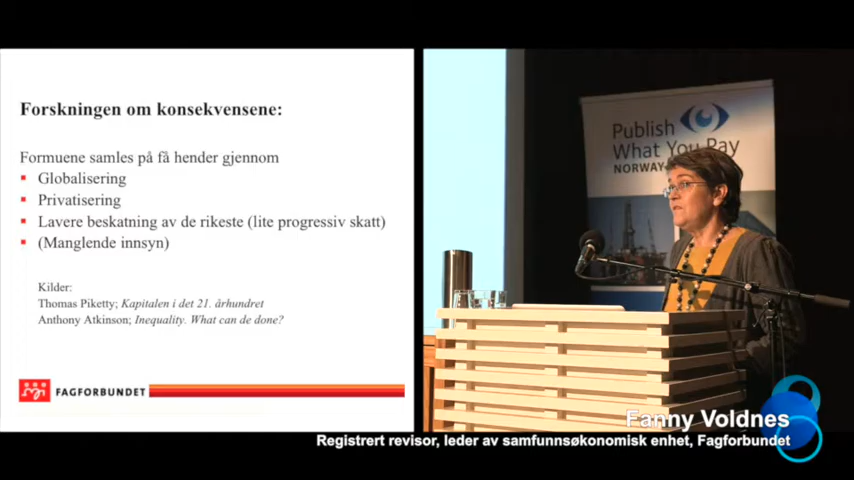 Forskningen om konsekvensene:
Formuene samles på få hender gjennom
Globalisering
Privatisering
Lavere beskatning av de rikeste (lite progressiv skatt)
(Manglende innsyn)
Kilder:
Thomas Piketty; Kapitalen i det 21. århundret
Anthony Atkinson; Inequality. What can de done?
FAGFORBUNDET
Publish
What You Pay
NORWAY
Fanny Voldnes
Registrert revisor, leder av samfunnsøkonomisk enhet, Fagforbundet